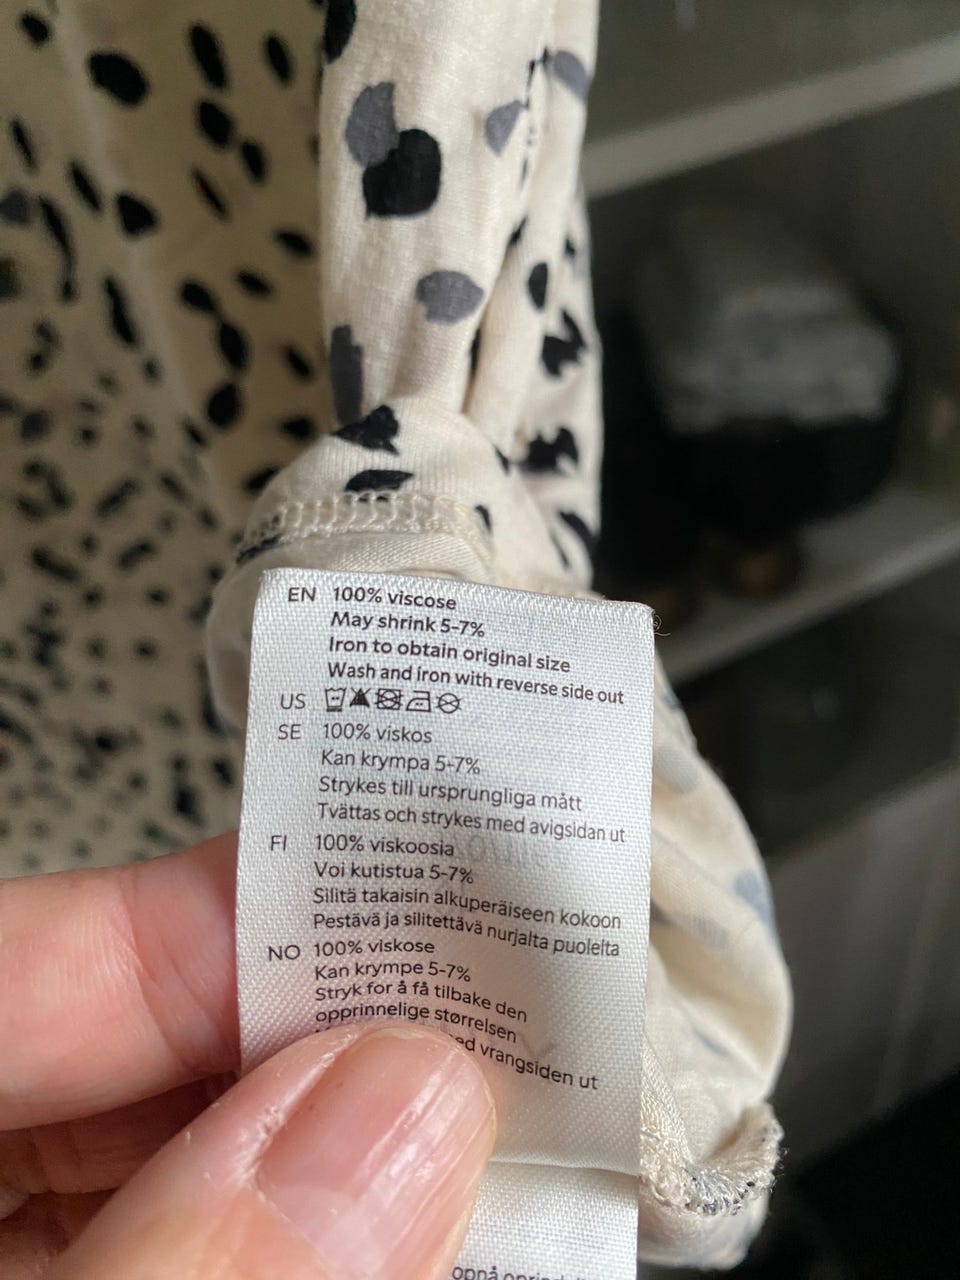 EN 100% viscose
May shrink 5-7%
Iron to obtain original size
Wash and iron with reverse side out
US
SE 100% viskos
Kan krympa 5-7%
Strykes till ursprungliga mått
Tvättas och strykes med avigsidan ut
FI 100% viskoosia
Voi kutistua 5-7%
Silitä takaisin alkuperäiseen kokoon
Pestävä ja silitettävä nurjalta puolelta
NO 100% viskose
Kan krympe 5-7%
Stryk for å få tilbake den
opprinnelige størrelsen
vrangsiden ut